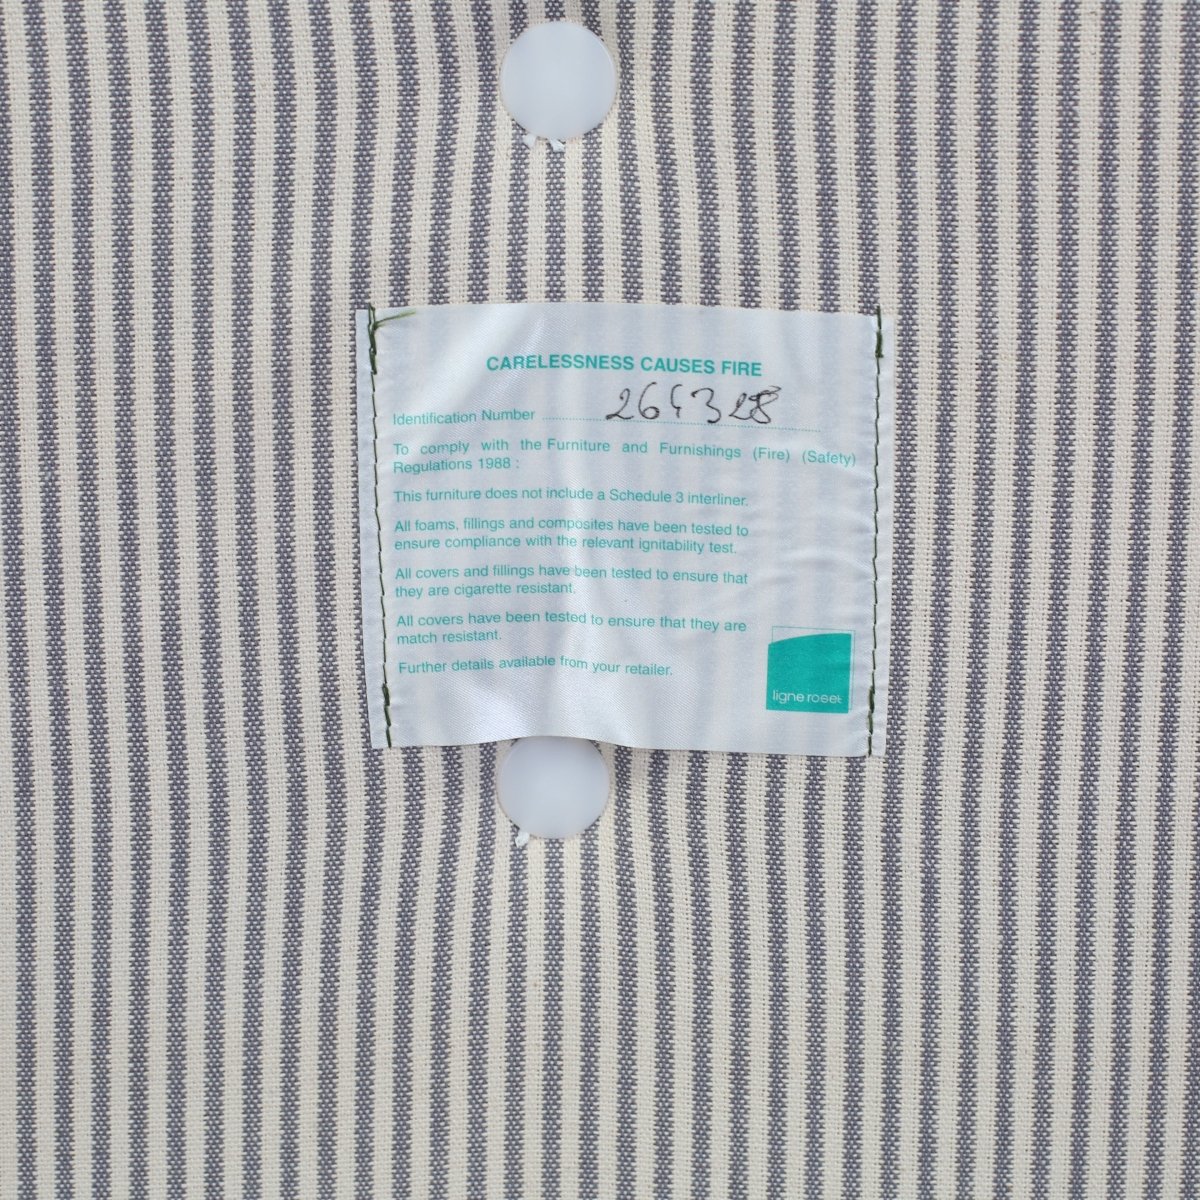 CARELESSNESS CAUSES FIRE
Identification Number
To comply with the Furniture and Furnishings (Fire) (Safety)
Regulations 1988 :
This furniture does not include a Schedule 3 interliner.
All foams, fillings and composites have been tested to
ensure compliance with the relevant ignitability test.
All covers and fillings have been tested to ensure that
they are cigarette resistant.
All covers have been tested to ensure that they are
match resistant.
Further details available from your retailer.
ligne roset